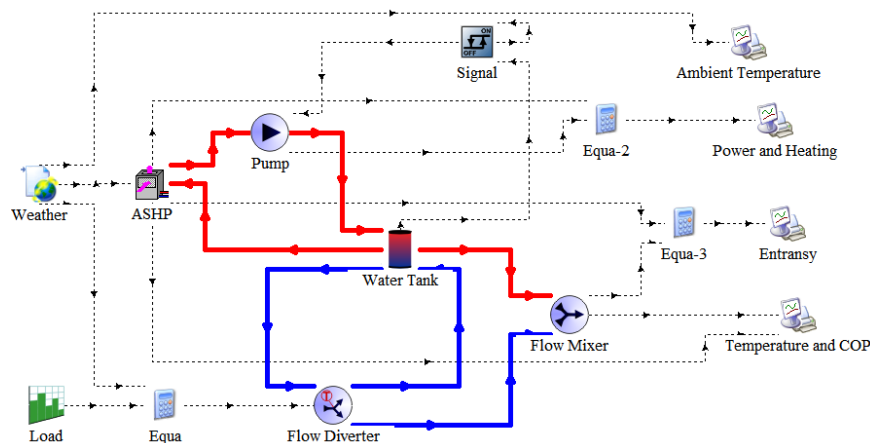 ON
OFF
Signal
Ambient Temperature
Pump
Equa-2
Power and Heating
Weather
ASHP
Equa-3
Entransy
Water Tank
Flow Mixer
Temperature and COP
T
Load
Equa
Flow Diverter